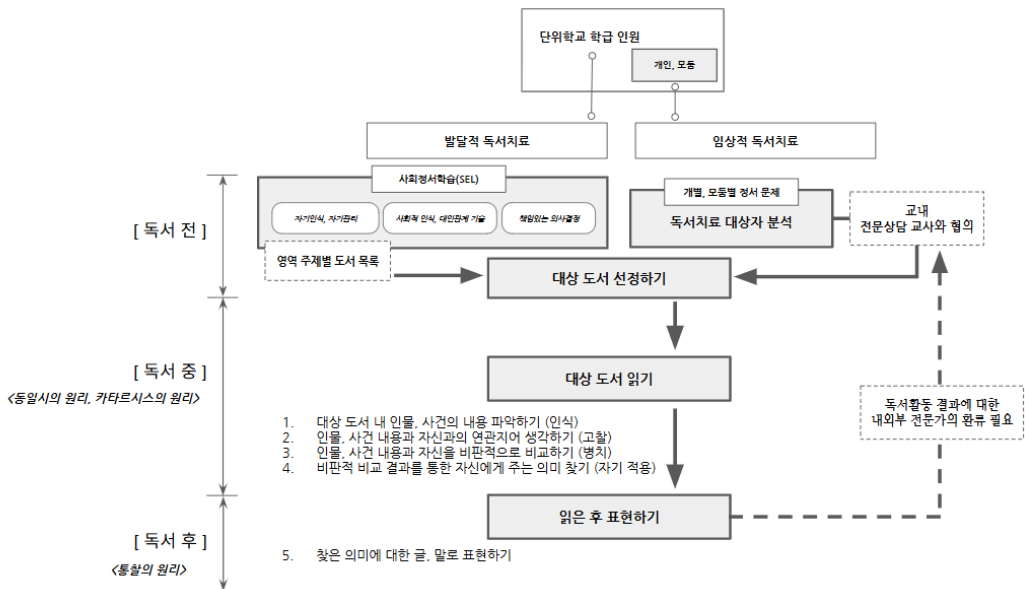 단위학교 학급 인원
개인, 모둠
발달적 독서치료
임상적 독서치료
사회정서학습(SEL)
자기인식, 자기관리
사회적 인식, 대인관계 기술
책임있는 의사결정
개별, 모둠별 정서 문제
독서치료 대상자 분석
교내
전문상담 교사와 협의
[ 독서 전 ]
영역 주제별 도서 목록
대상 도서 선정하기
[ 독서 중 ]
<동일시의 원리, 카타르시스의 원리>
대상 도서 읽기
독서활동 결과에 대한
내외부 전문가의 환류 필요
1. 대상 도서 내 인물, 사건의 내용 파악하기 (인식)
2. 인물, 사건 내용과 자신과의 연관지어 생각하기 (고찰)
3. 인물, 사건 내용과 자신을 비판적으로 비교하기 (병치)
4. 비판적 비교 결과를 통한 자신에게 주는 의미 찾기 (자기 적용)
읽은 후 표현하기
[ 독서 후 ]
<통찰의 원리>
5. 찾은 의미에 대한 글, 말로 표현하기